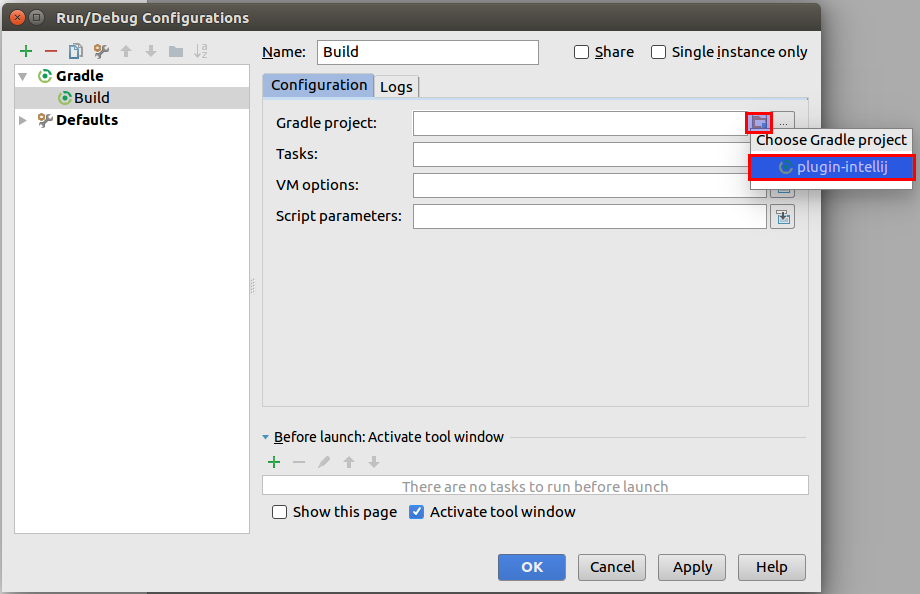 Run/Debug Configurations
Name: Build Share Single instance only
Gradle
Build
Defaults
Configuration Logs
Gradle project: ...
Choose Gradle project
plugin-intellij
Tasks:
VM options:
Script parameters:
Before launch: Activate tool window
There are no tasks to run before launch
Show this page Activate tool window
OK Cancel Apply Help